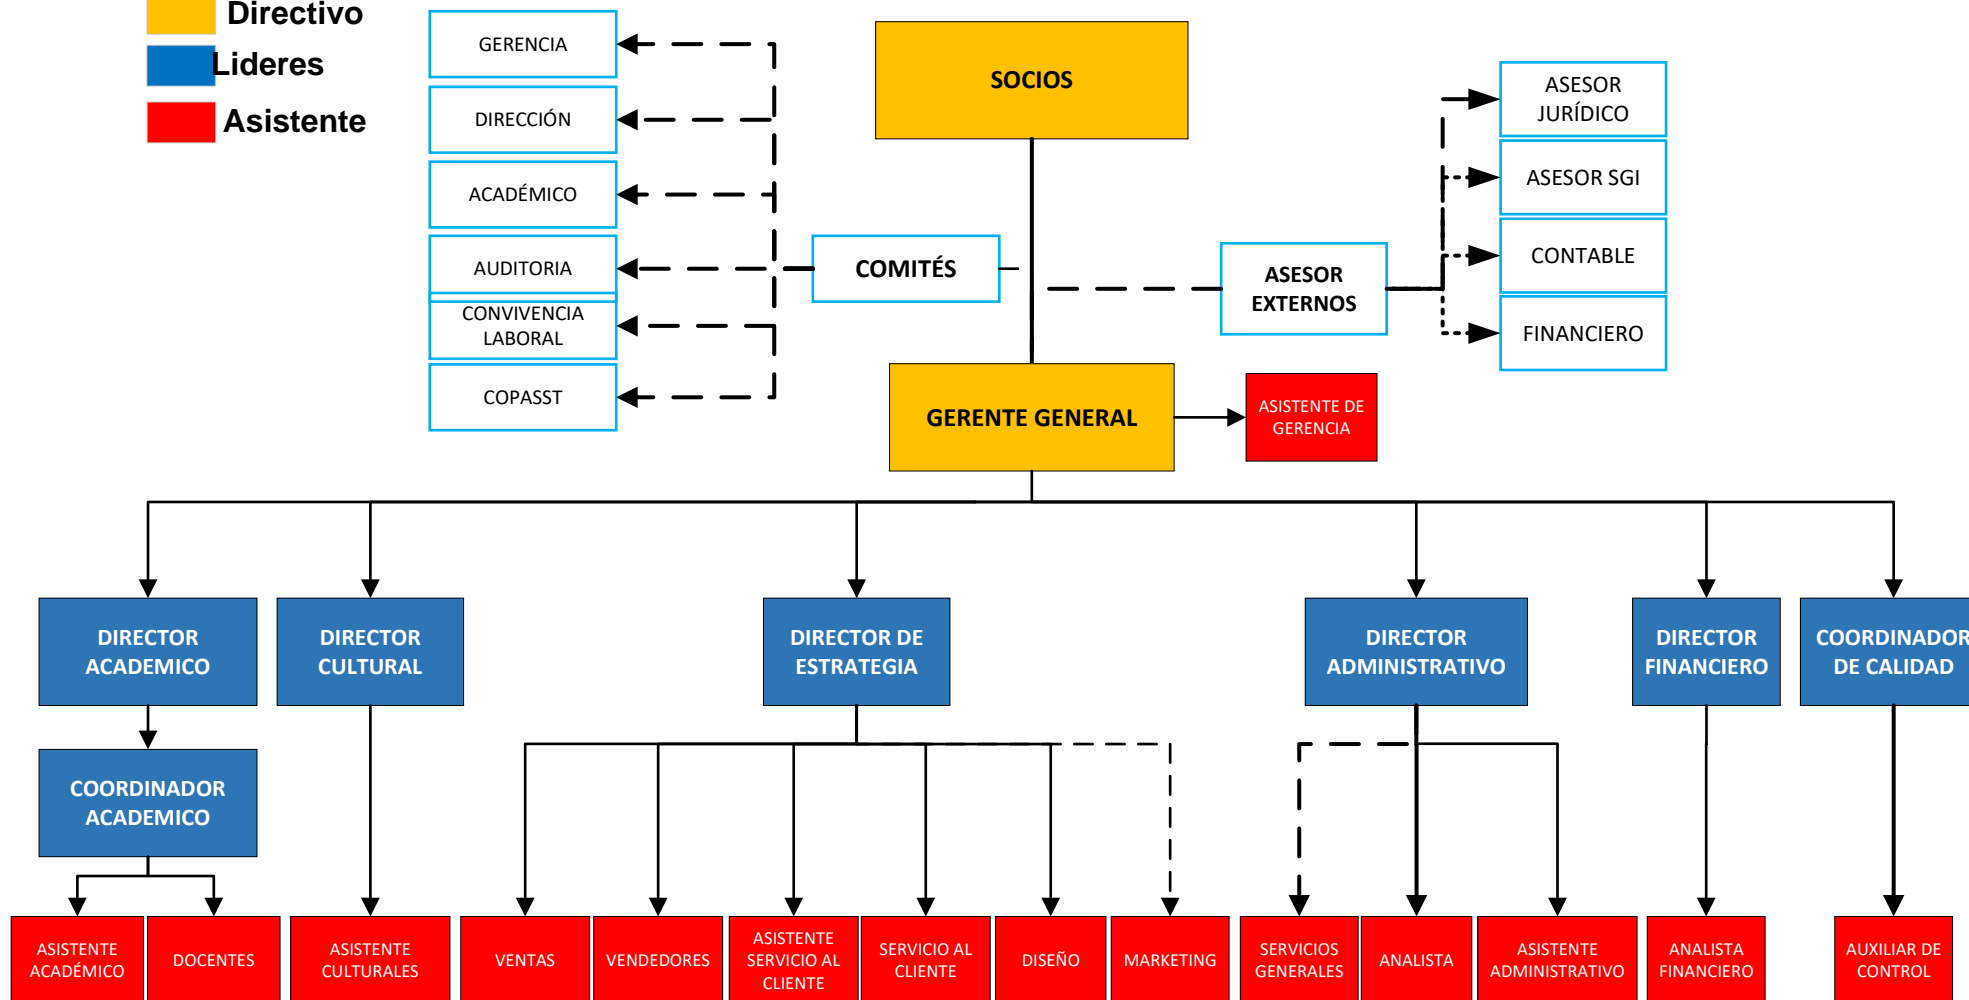 Directivo
Lideres
Asistente
GERENCIA
DIRECCIÓN
ACADÉMICO
AUDITORIA
CONVIVENCIA
LABORAL
COPASST
COMITÉS
SOCIOS
ASESOR
EXTERNOS
ASESOR
JURÍDICO
ASESOR SGI
CONTABLE
FINANCIERO
GERENTE GENERAL
ASISTENTE DE
GERENCIA
DIRECTOR
ACADEMICO
DIRECTOR
CULTURAL
DIRECTOR DE
ESTRATEGIA
DIRECTOR
ADMINISTRATIVO
DIRECTOR
FINANCIERO
COORDINADOR
DE CALIDAD
COORDINADOR
ACADEMICO
ASISTENTE
ACADÉMICO
DOCENTES
ASISTENTE
CULTURALES
VENTAS
VENDEDORES
ASISTENTE
SERVICIO AL
CLIENTE
SERVICIO AL
CLIENTE
DISEÑO
MARKETING
SERVICIOS
GENERALES
ANALISTA
ASISTENTE
ADMINISTRATIVO
ANALISTA
FINANCIERO
AUXILIAR DE
CONTROL